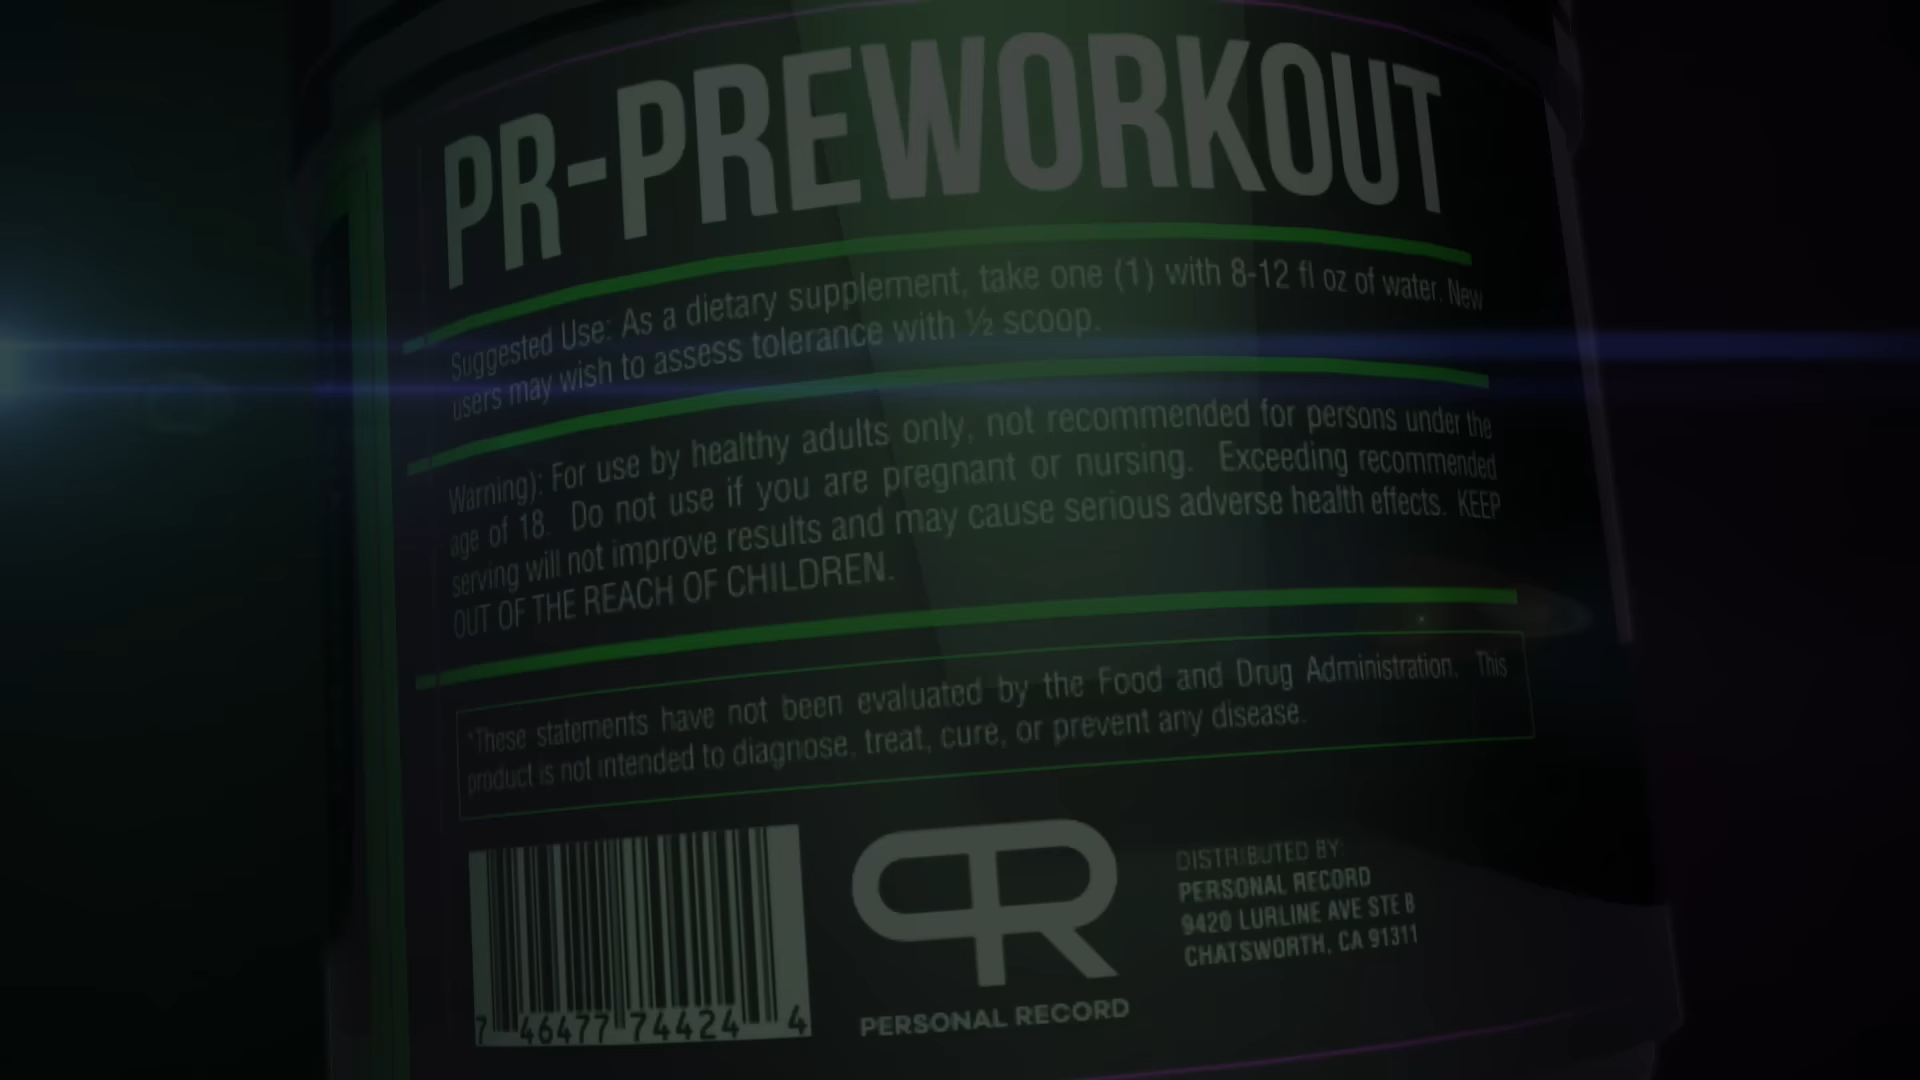 PR-PREWORKOUT
Suggested Use: As a dietary supplement, take one (1) with 8-12 fl oz of water. New
users may wish to assess tolerance with ½ scoop.
Warning): For use by healthy adults only, not recommended for persons under the
age of 18. Do not use if you are pregnant or nursing. Exceeding recommended
serving will not improve results and may cause serious adverse health effects. KEEP
OUT OF THE REACH OF CHILDREN.
*These statements have not been evaluated by the Food and Drug Administration. This
product is not intended to diagnose, treat, cure, or prevent any disease.
7 46477 74424 4
PR
PERSONAL RECORD
DISTRIBUTED BY:
PERSONAL RECORD
9420 LURLINE AVE STE B
CHATSWORTH, CA 91311